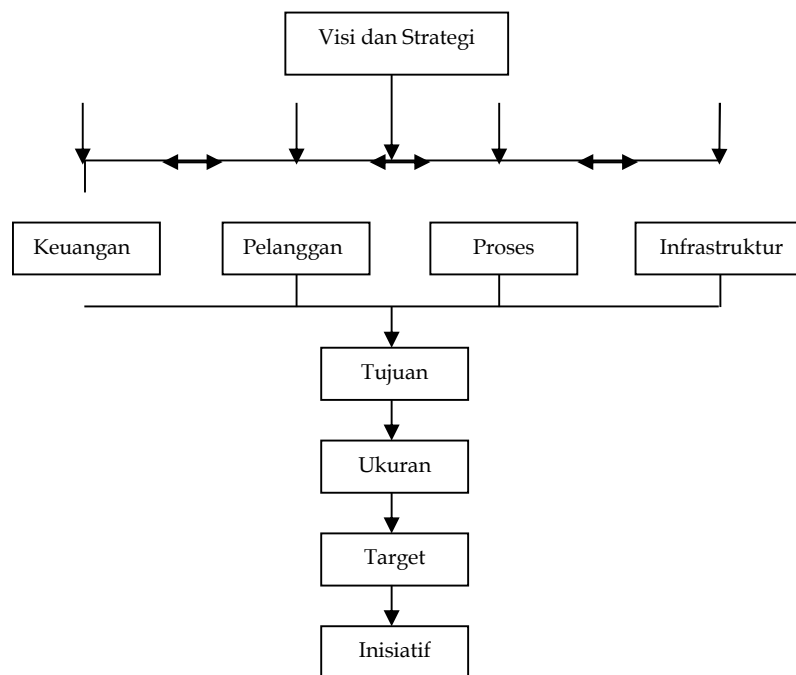 Visi dan Strategi
Keuangan
Pelanggan
Proses
Infrastruktur
Tujuan
Ukuran
Target
Inisiatif